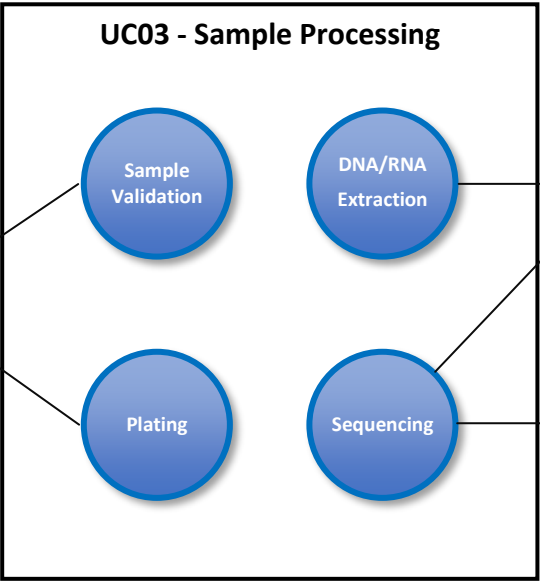 UC03 - Sample Processing
Sample
Validation
DNA/RNA
Extraction
Plating
Sequencing